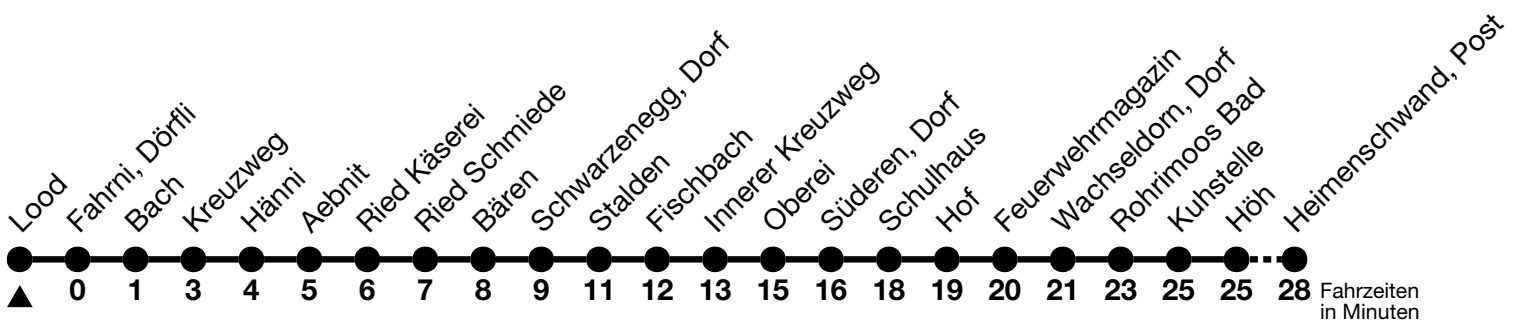 Lood
Fahrni, Dörfli
Bach
Kreuzweg
Hänni
Aebnit
Ried Käserei
Ried Schmiede
Bären
Schwarzenegg, Dorf
Stalden
Fischbach
Innerer Kreuzweg
Oberei
Süderen, Dorf
Schulhaus
Hof
Feuerwehrmagazin
Wachseldorn, Dorf
Rohrimoos Bad
Kuhstelle
Höh
Heimenschwand, Post
0 1 3 4 5 6 7 8 9 11 12 13 15 16 18 19 20 21 23 25 25 28 Fahrzeiten
in Minuten